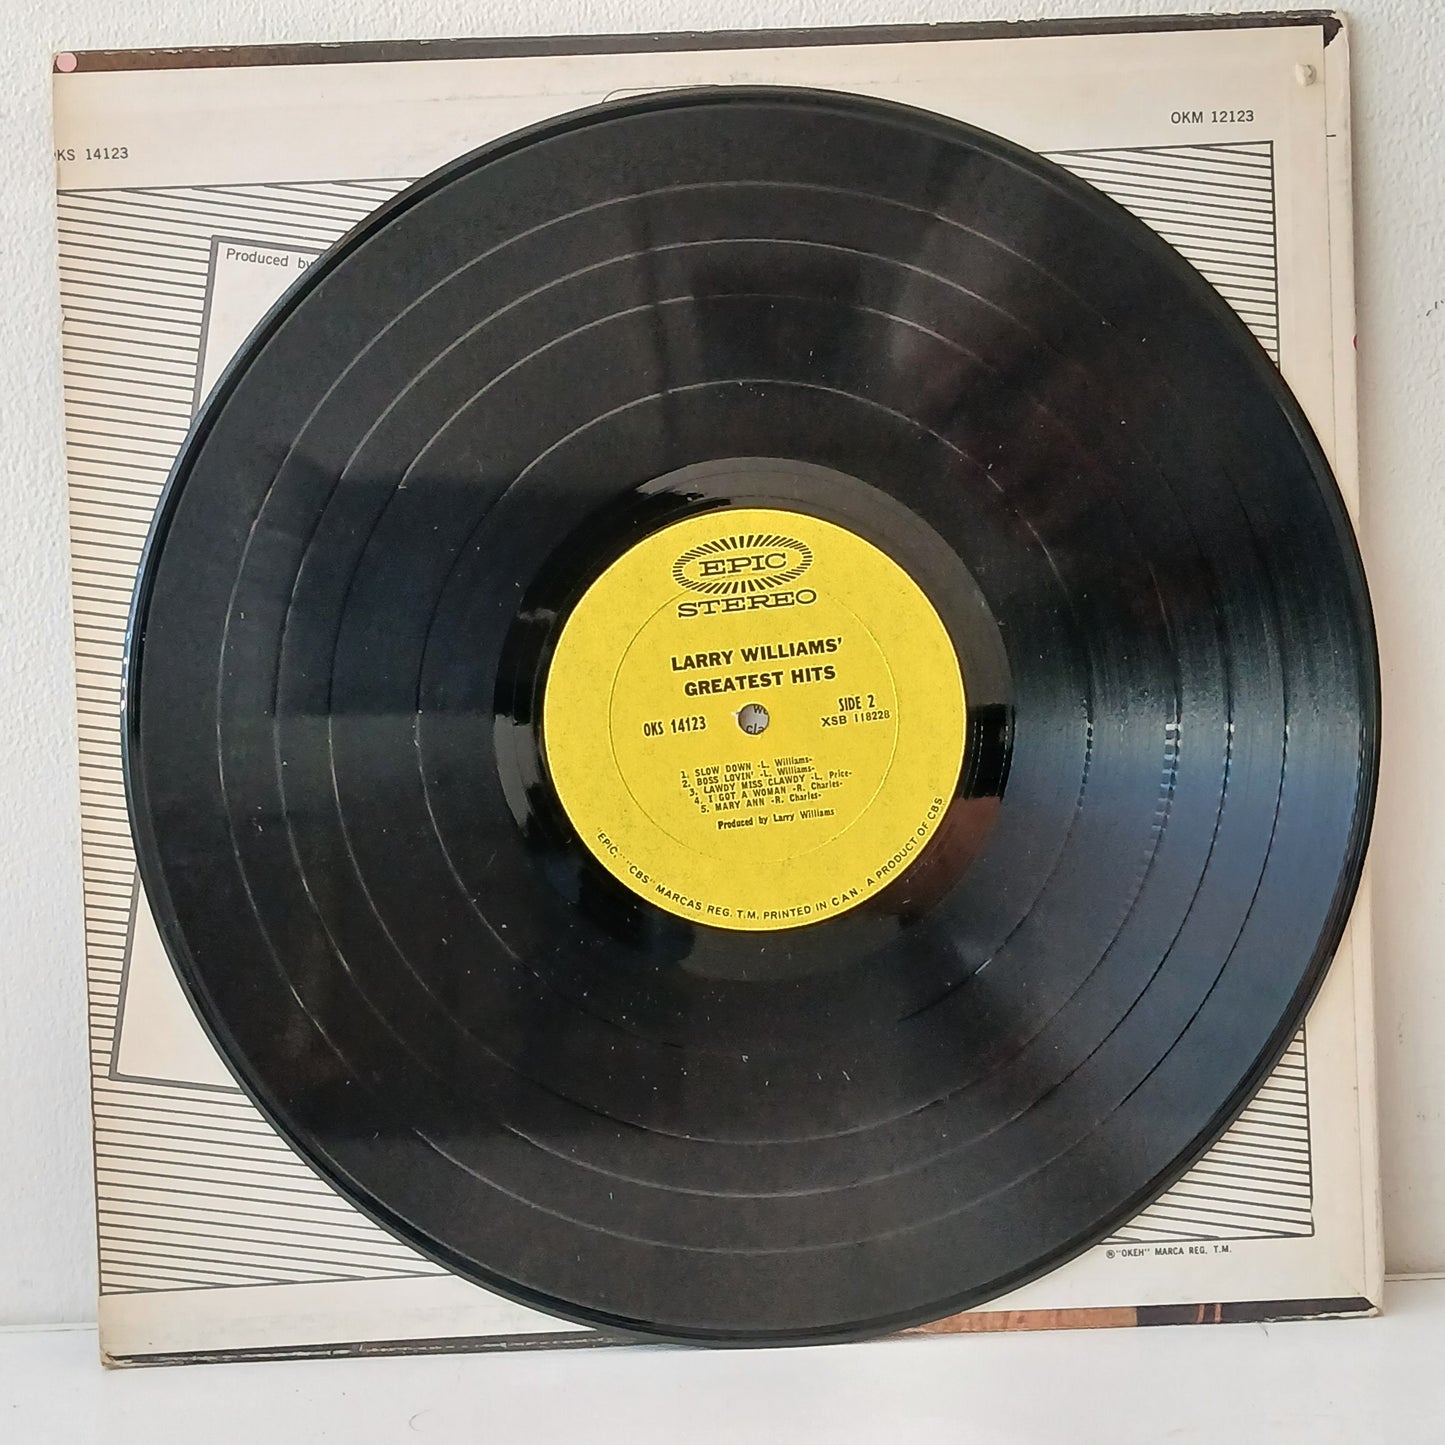 OKM 12123
KS 14123
Produced by
EPIC
STEREO
LARRY WILLIAMS'
GREATEST HITS
OKS 14123
SIDE 2
XSB 118228
1. SLOW DOWN -L. Williams-
2. BOSS LOVIN' -L. Williams-
3. LAWDY MISS CLAWDY -L. Price-
4. I GOT A WOMAN -R. Charles-
5. MARY ANN -R. Charles-
Produced by Larry Williams
"EPIC," "CBS" MARCAS REG. T.M. PRINTED IN CAN. A PRODUCT OF CBS
® "OKEH" MARCA REG. T.M.